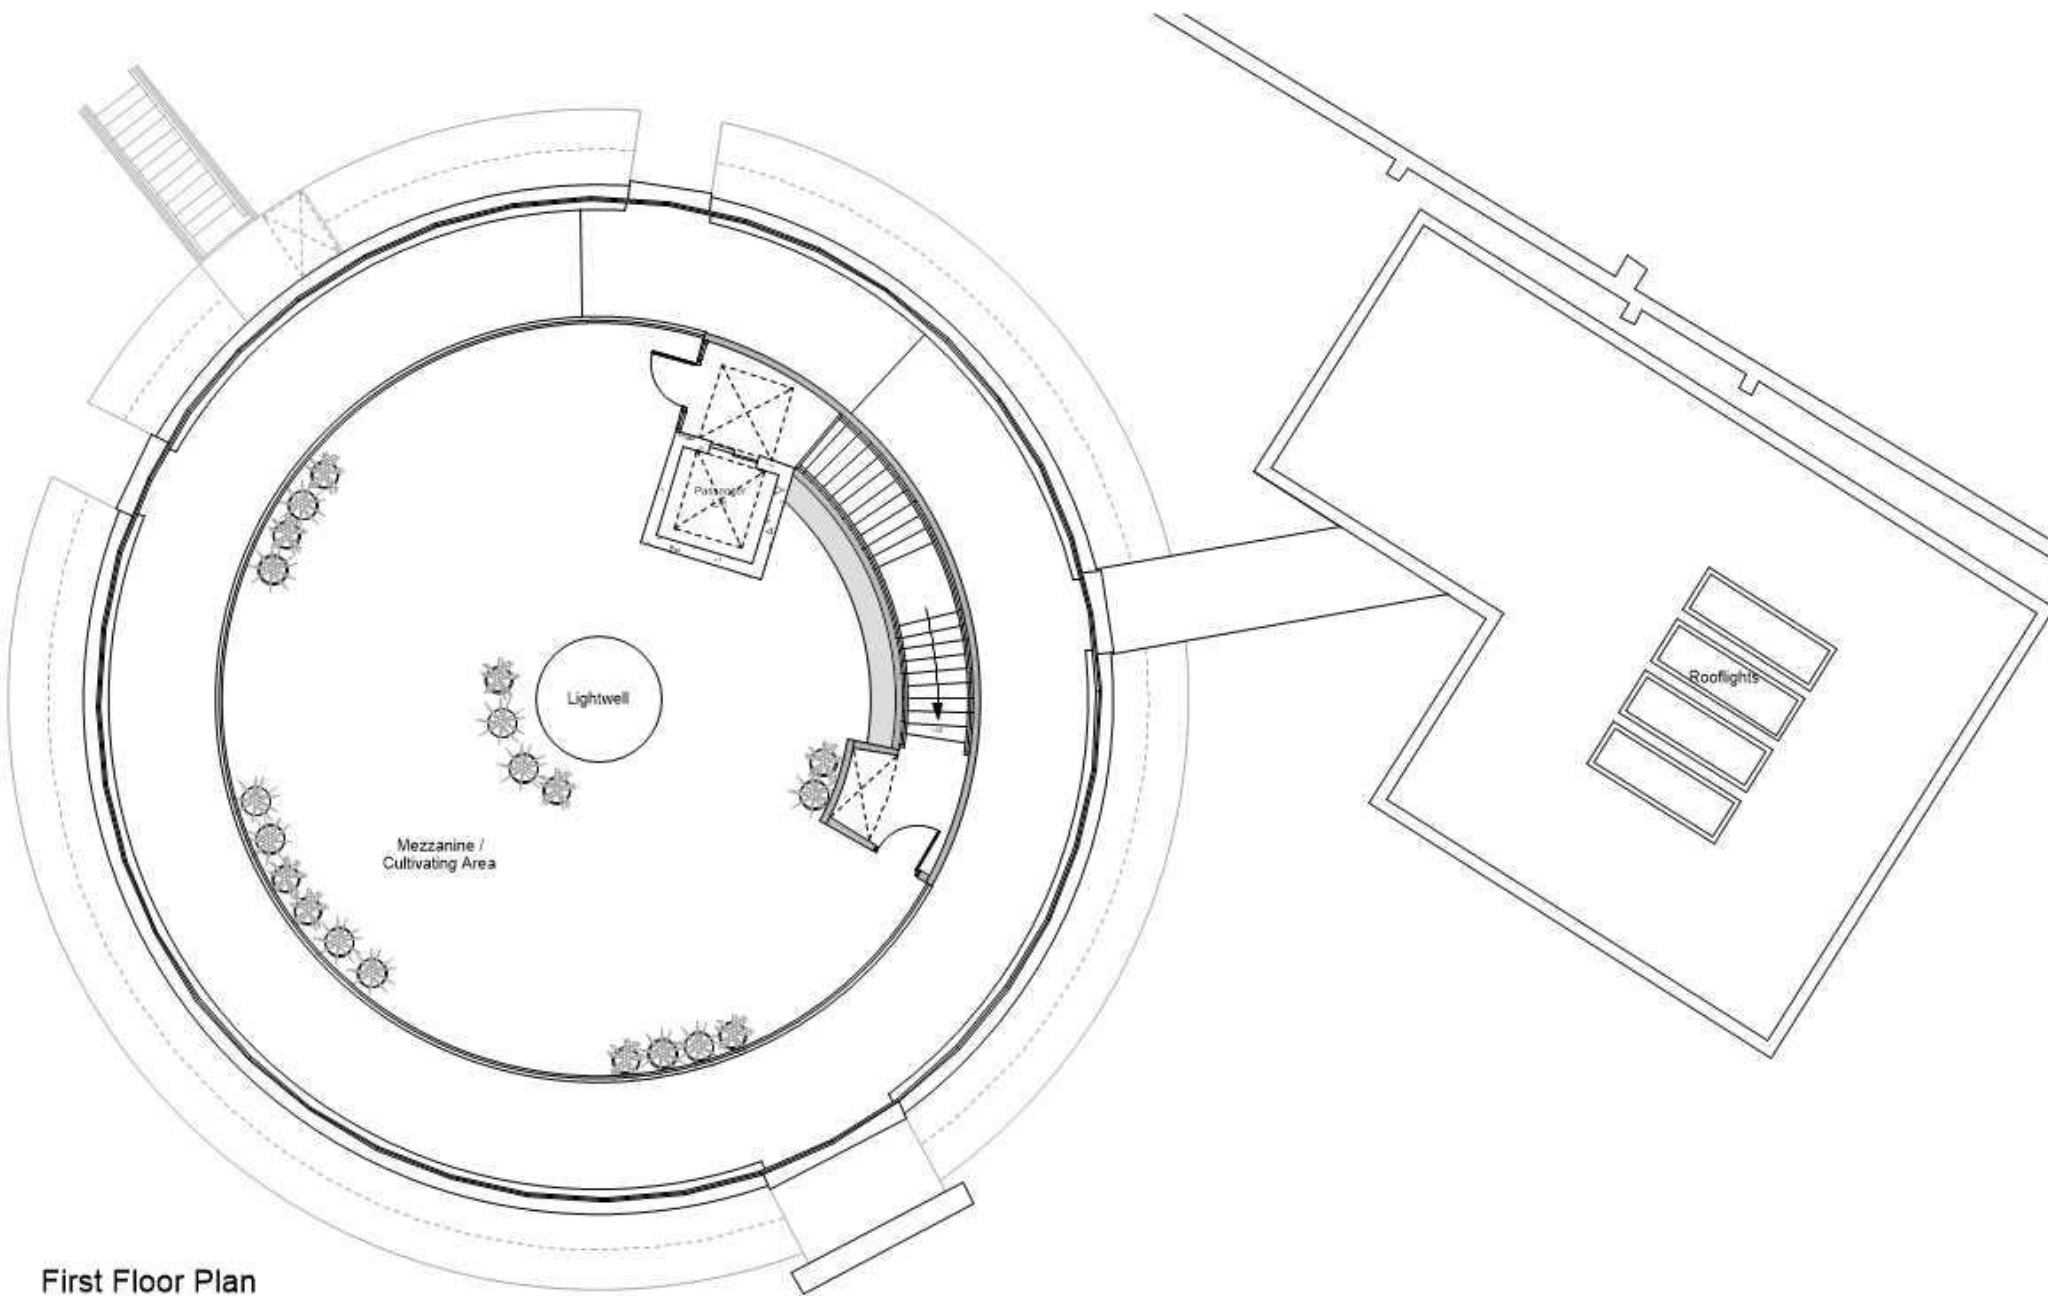 Passenger
Lightwell
Rooflights
Mezzanine /
Cultivating Area
First Floor Plan